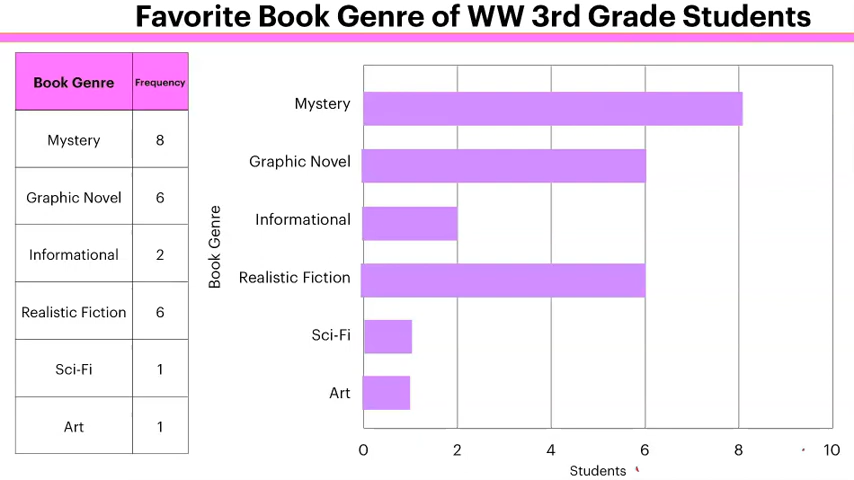 Favorite Book Genre of WW 3rd Grade Students
Book Genre Frequency
Mystery 8
Graphic Novel 6
Informational 2
Realistic Fiction 6
Sci-Fi 1
Art 1
Book Genre
Mystery
Graphic Novel
Informational
Realistic Fiction
Sci-Fi
Art
0 2 4 6 8 10
Students